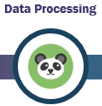 Data Processing